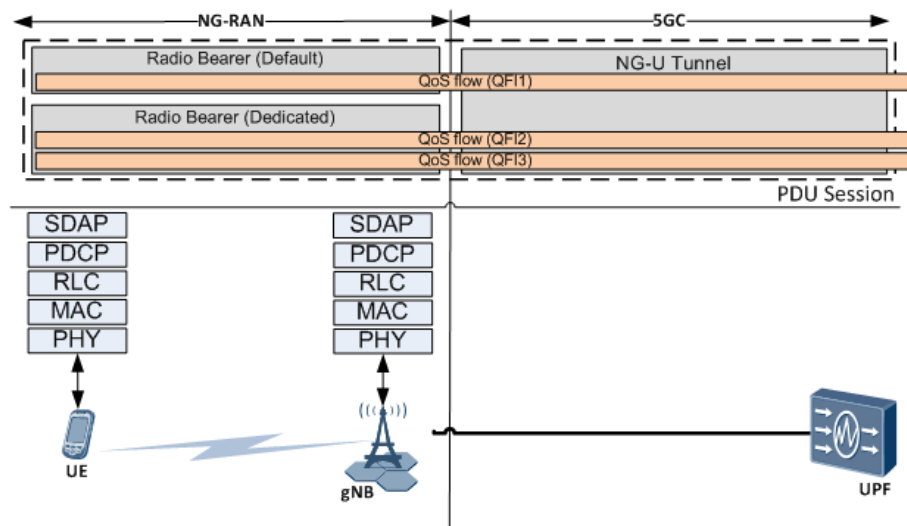 NG-RAN 5GC
Radio Bearer (Default) NG-U Tunnel
QoS flow (QFI1)
Radio Bearer (Dedicated)
QoS flow (QFI2)
QoS flow (QFI3)
PDU Session
SDAP SDAP
PDCP PDCP
RLC RLC
MAC MAC
PHY PHY
UE
gNB
UPF